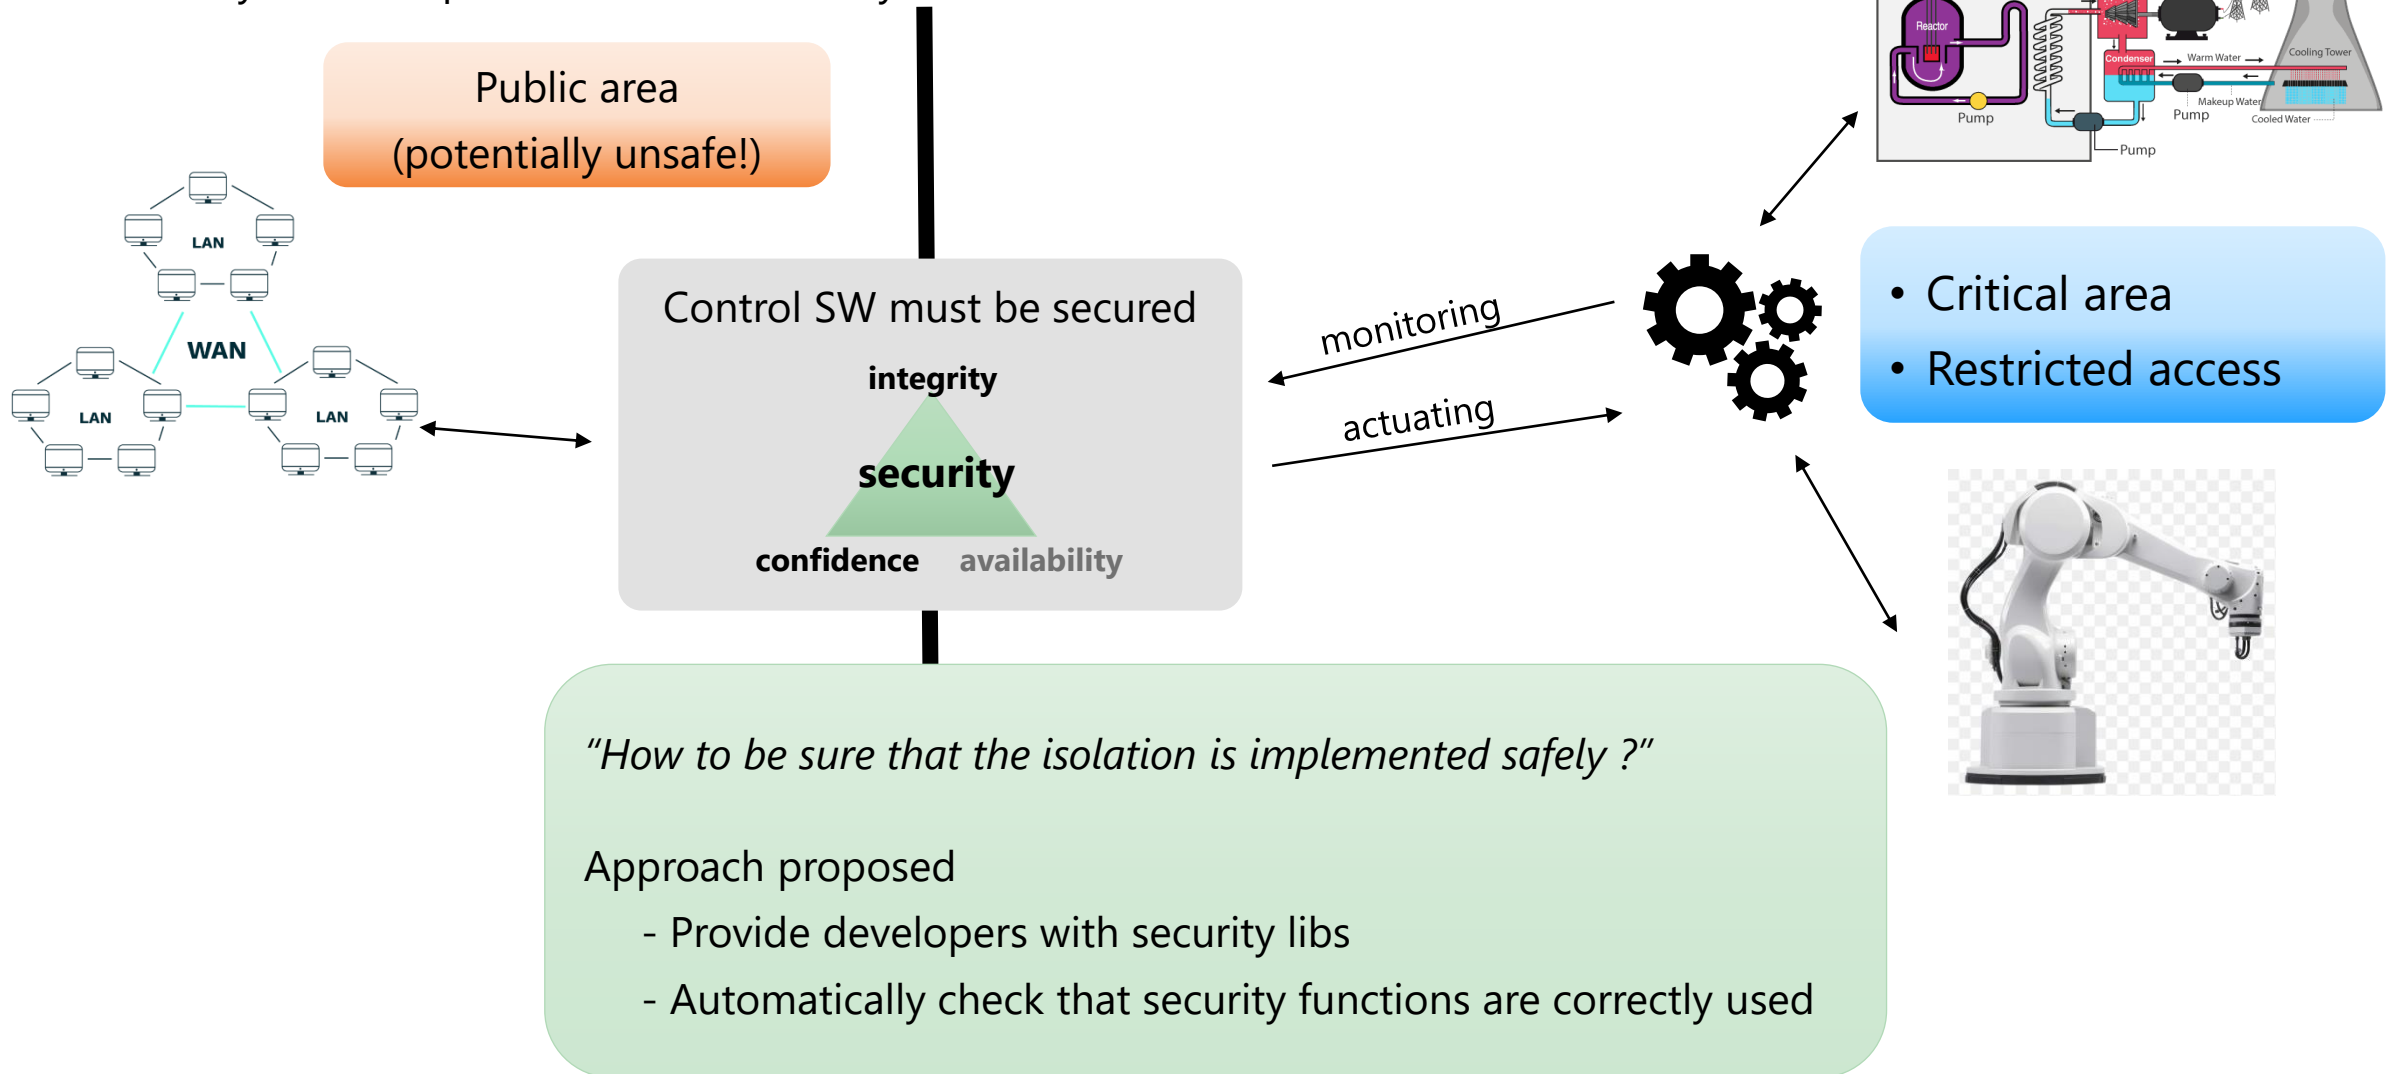 Public area
(potentially unsafe!)
LAN
WAN
LAN
LAN
Control SW must be secured
integrity
security
confidence availability
monitoring
actuating
Reactor
Pump
Condenser
Warm Water
Cooling Tower
Makeup Water
Pump
Cooled Water
Pump
• Critical area
• Restricted access
“How to be sure that the isolation is implemented safely ?”
Approach proposed
- Provide developers with security libs
- Automatically check that security functions are correctly used